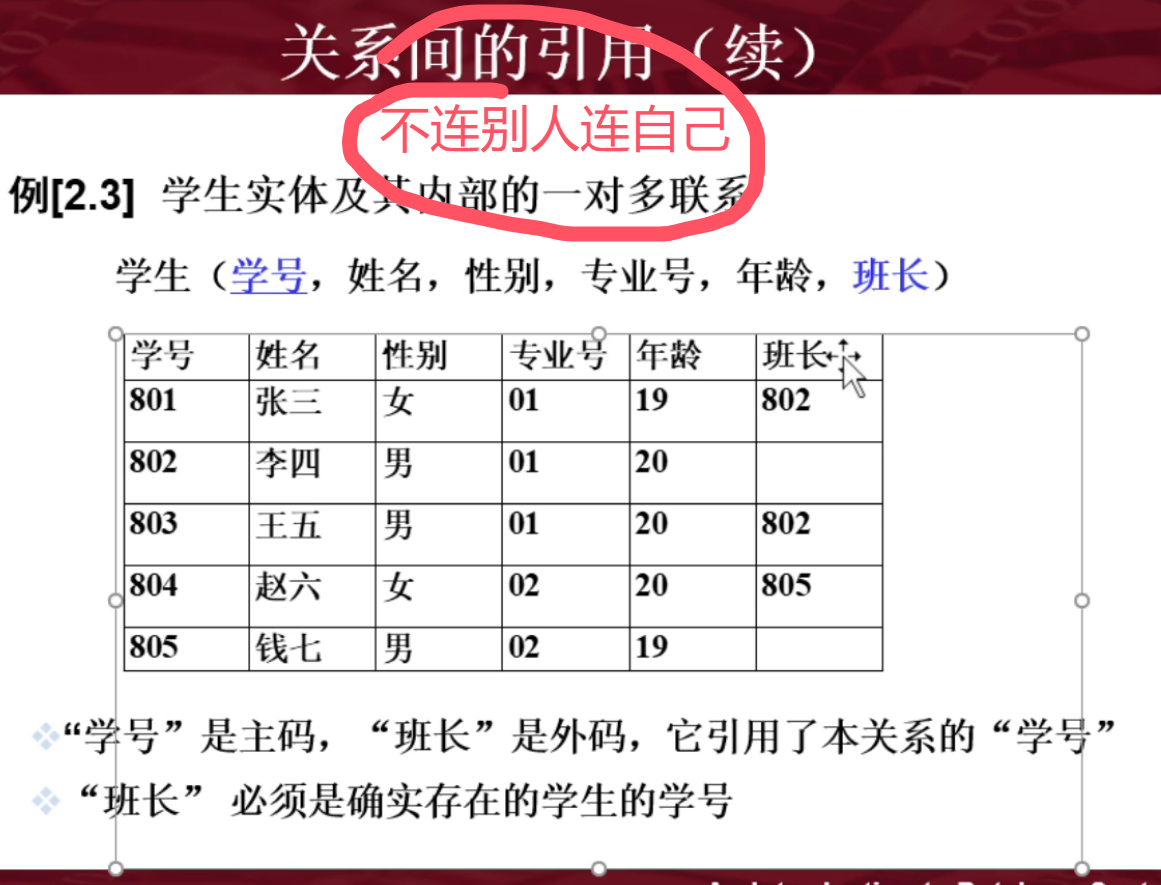 关系间的引用（续）
不连别人连自己
例[2.3] 学生实体及其内部的一对多联系
学生（学号，姓名，性别，专业号，年龄，班长）
学号 姓名 性别 专业号 年龄 班长
801 张三 女 01 19 802
802 李四 男 01 20
803 王五 男 01 20 802
804 赵六 女 02 20 805
805 钱七 男 02 19
“学号”是主码，“班长”是外码，它引用了本关系的“学号”
“班长” 必须是确实存在的学生的学号